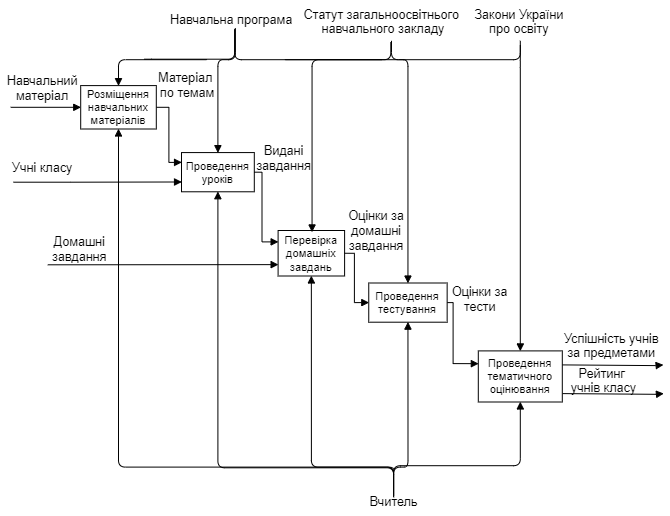 Навчальна програма
Статут загальноосвітнього
навчального закладу
Закони України
про освіту
Навчальний
матеріал
Розміщення
навчальних
матеріалів
Матеріал
по темам
Учні класу
Проведення
уроків
Видані
завдання
Домашні
завдання
Перевірка
домашніх
завдань
Оцінки за
домашні
завдання
Проведення
тестування
Оцінки за
тести
Проведення
тематичного
оцінювання
Успішність учнів
за предметами
Рейтинг
учнів класу
Вчитель